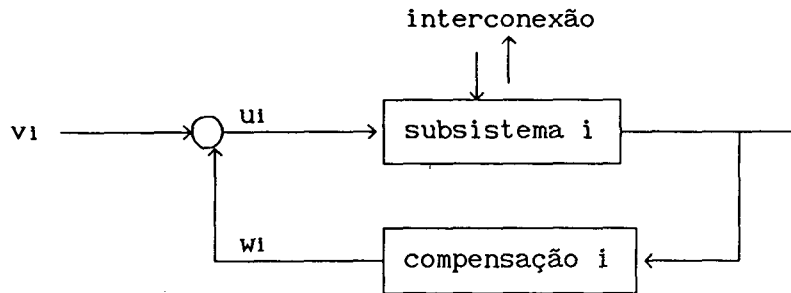 interconexão
vi
ui
subsistema i
wi
compensação i